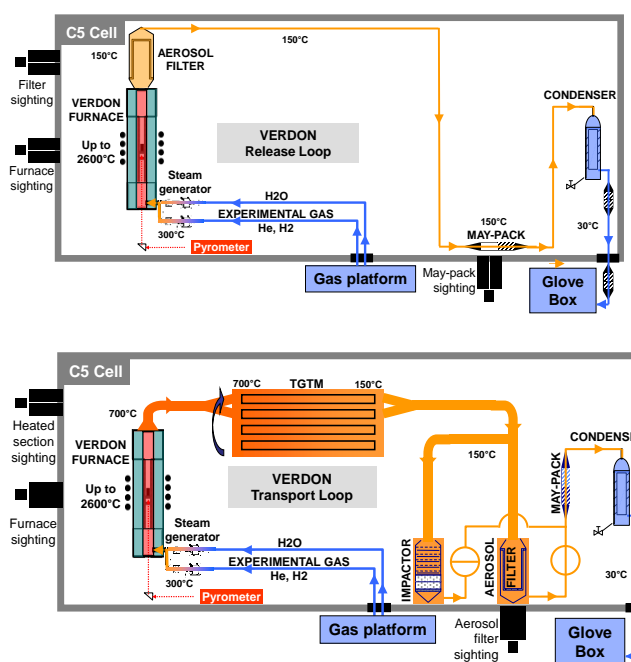 C5 Cell
150°C
150°C
AEROSOL
FILTER
Filter
sighting
VERDON
FURNACE
Up to
2600°C
Furnace
sighting
VERDON
Release Loop
CONDENSER
Steam
generator
H2O
EXPERIMENTAL GAS
He, H2
300°C
Pyrometer
150°C
MAY-PACK
30°C
Gas platform
May-pack
sighting
Glove
Box
C5 Cell
700°C
TGTM
150°C
700°C
Heated
section
sighting
VERDON
FURNACE
Up to
2600°C
Furnace
sighting
VERDON
Transport Loop
150°C
MAY-PACK
CONDENSER
Steam
generator
H2O
EXPERIMENTAL GAS
He, H2
300°C
Pyrometer
IMPACTOR
AEROSOL
FILTER
30°C
Gas platform
Aerosol
filter
sighting
Glove
Box